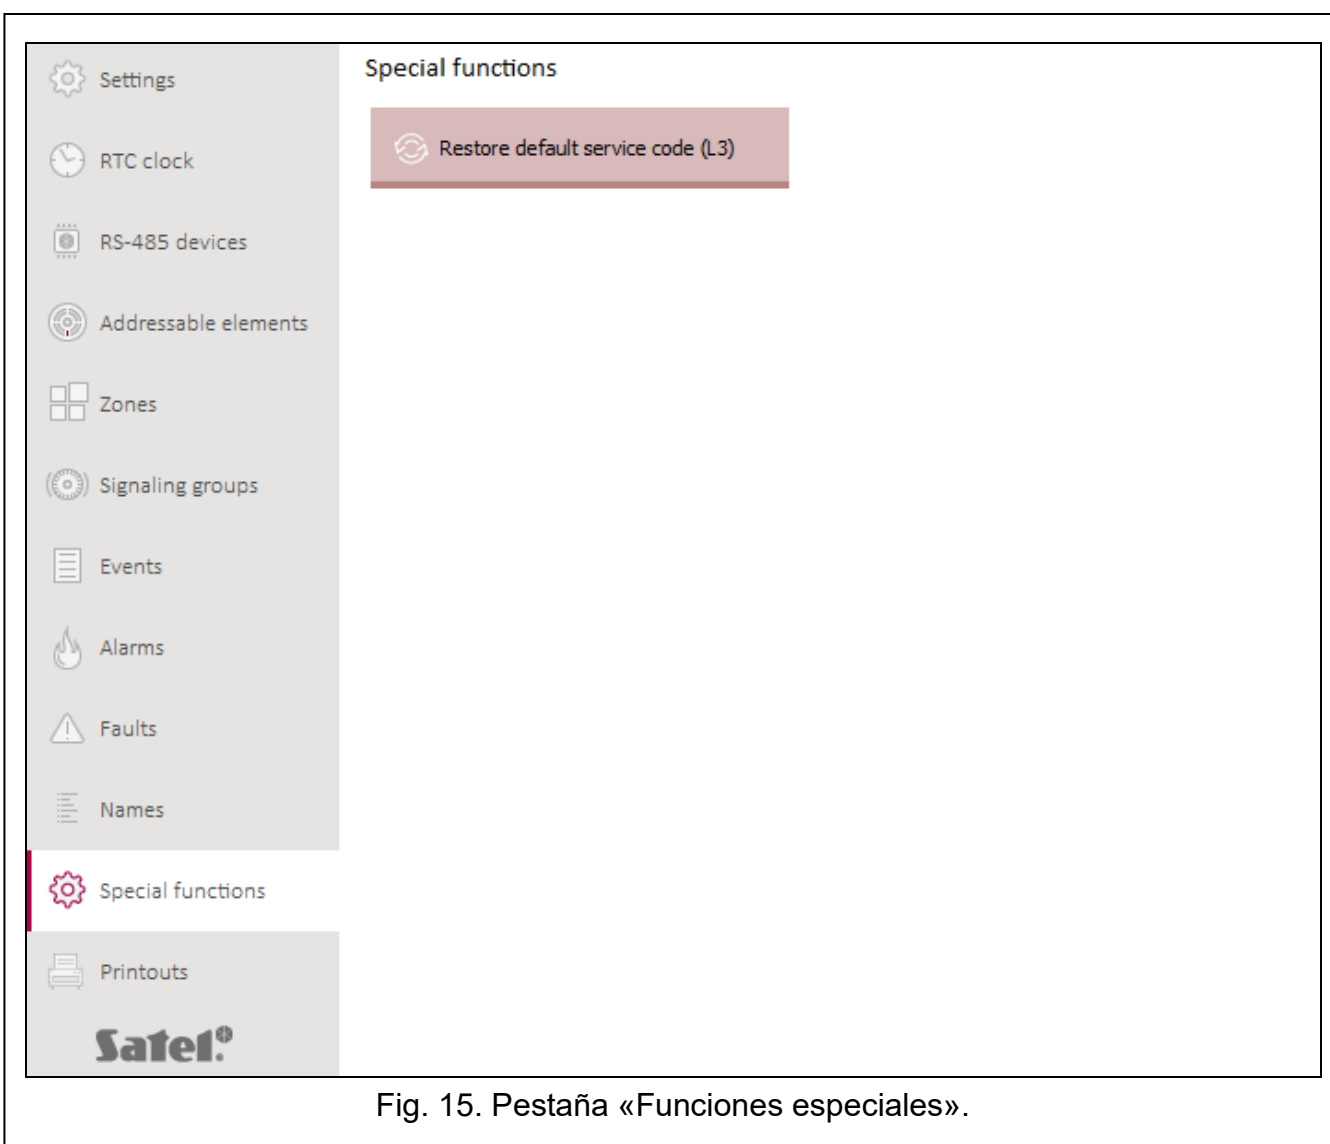 Settings
RTC clock
RS-485 devices
Addressable elements
Zones
Signaling groups
Events
Alarms
Faults
Names
Special functions
Printouts
Satel®
Special functions
Restore default service code (L3)
Fig. 15. Pestaña «Funciones especiales».